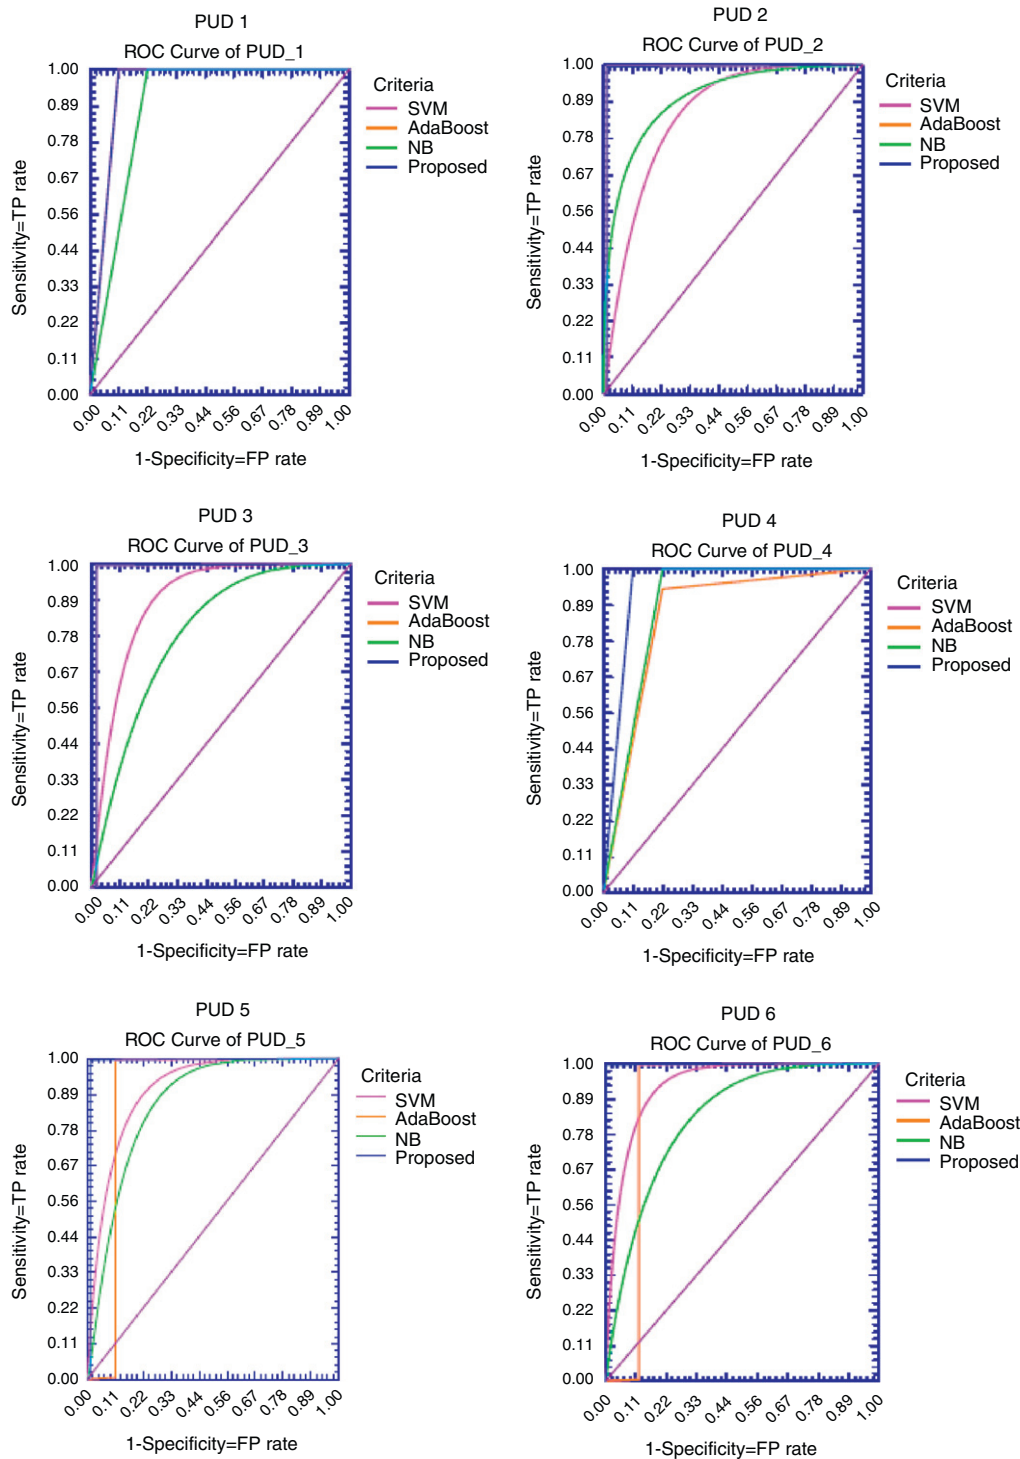 PUD 1
ROC Curve of PUD_1
1.00
0.89
0.78
0.67
0.56
0.44
0.33
0.22
0.11
0.00
Sensitivity=TP rate
0.00 0.11 0.22 0.33 0.44 0.56 0.67 0.78 0.89 1.00
1-Specificity=FP rate
Criteria
SVM
AdaBoost
NB
Proposed
PUD 2
ROC Curve of PUD_2
1.00
0.89
0.78
0.67
0.56
0.44
0.33
0.22
0.11
0.00
Sensitivity=TP rate
0.00 0.11 0.22 0.33 0.44 0.56 0.67 0.78 0.89 1.00
1-Specificity=FP rate
Criteria
SVM
AdaBoost
NB
Proposed
PUD 3
ROC Curve of PUD_3
1.00
0.89
0.78
0.67
0.56
0.44
0.33
0.22
0.11
0.00
Sensitivity=TP rate
0.00 0.11 0.22 0.33 0.44 0.56 0.67 0.78 0.89 1.00
1-Specificity=FP rate
Criteria
SVM
AdaBoost
NB
Proposed
PUD 4
ROC Curve of PUD_4
1.00
0.89
0.78
0.67
0.56
0.44
0.33
0.22
0.11
0.00
Sensitivity=TP rate
0.00 0.11 0.22 0.33 0.44 0.56 0.67 0.78 0.89 1.00
1-Specificity=FP rate
Criteria
SVM
AdaBoost
NB
Proposed
PUD 5
ROC Curve of PUD_5
1.00
0.89
0.78
0.67
0.56
0.44
0.33
0.22
0.11
0.00
Sensitivity=TP rate
0.00 0.11 0.22 0.33 0.44 0.56 0.67 0.78 0.89 1.00
1-Specificity=FP rate
Criteria
SVM
AdaBoost
NB
Proposed
PUD 6
ROC Curve of PUD_6
1.00
0.89
0.78
0.67
0.56
0.44
0.33
0.22
0.11
0.00
Sensitivity=TP rate
0.00 0.11 0.22 0.33 0.44 0.56 0.67 0.78 0.89 1.00
1-Specificity=FP rate
Criteria
SVM
AdaBoost
NB
Proposed